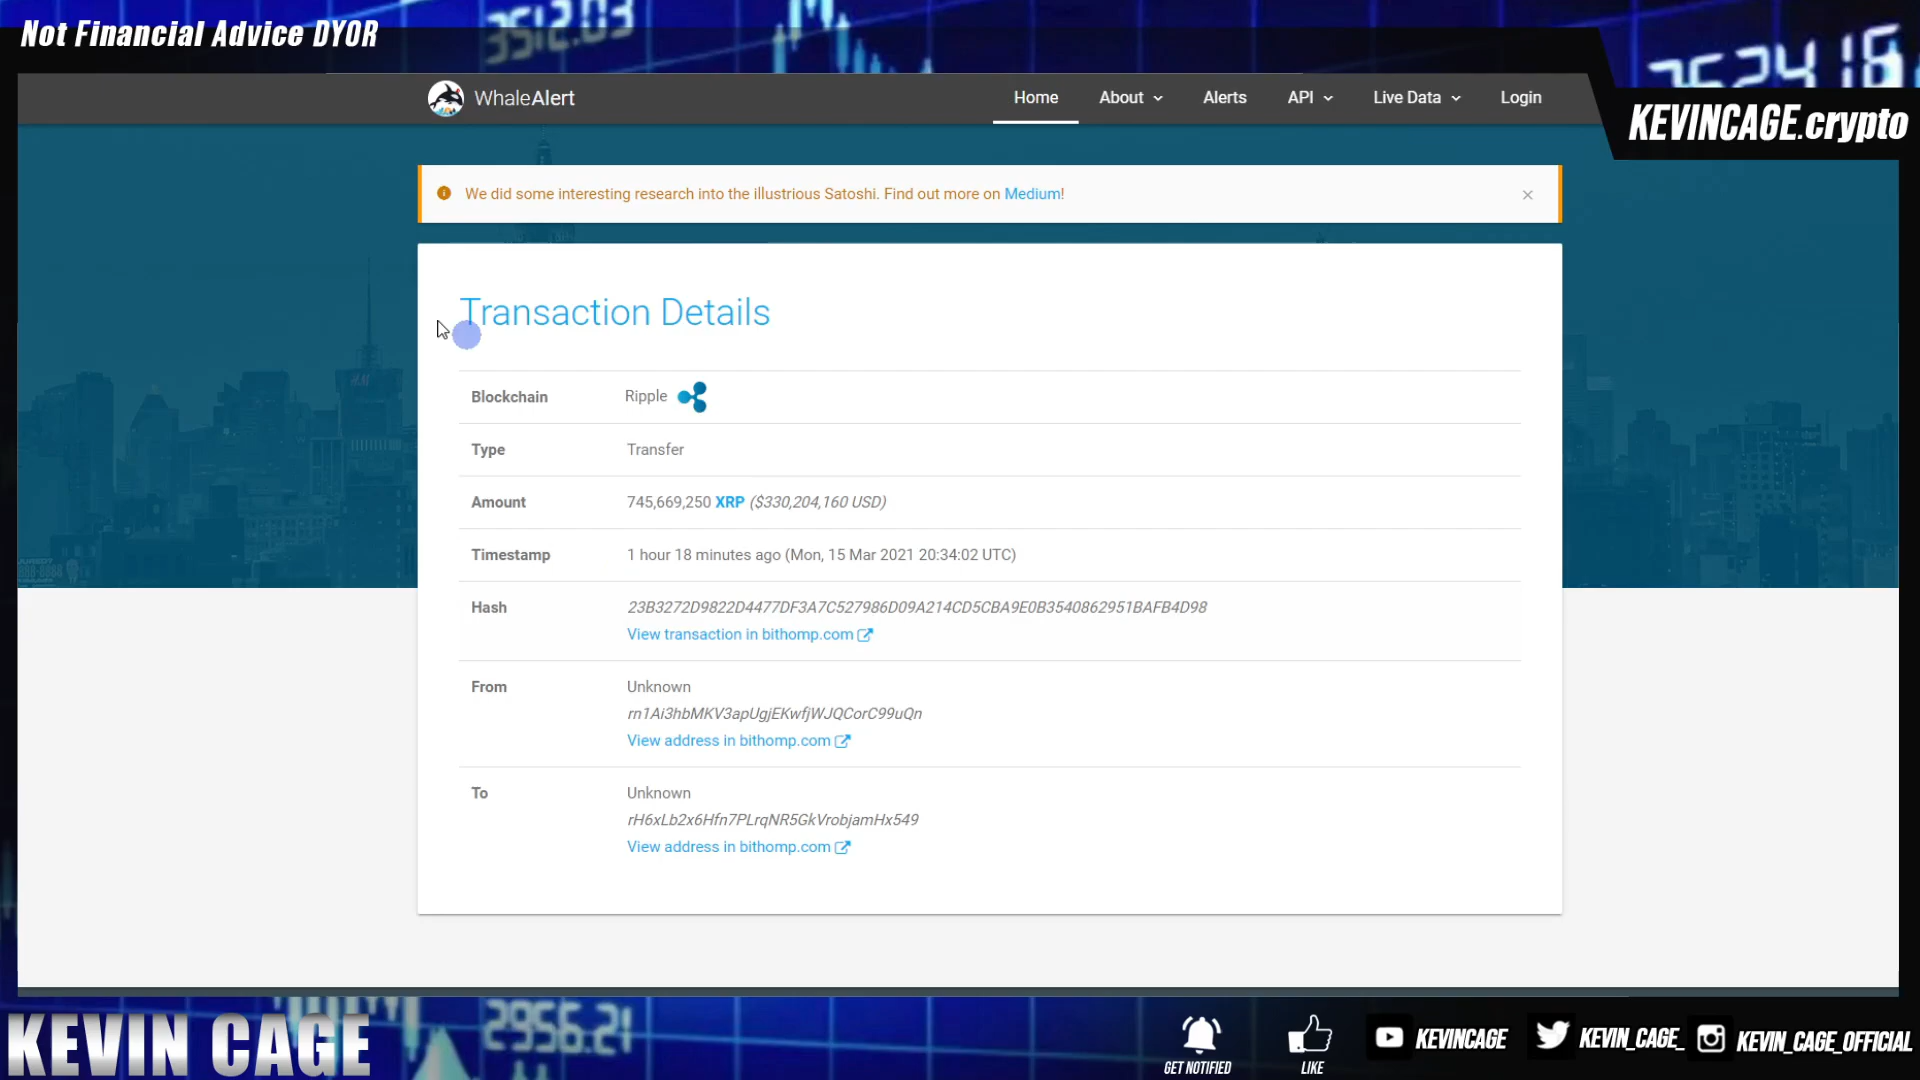 Not Financial Advice DYOR
3512.03
KEVINCAGE.crypto
WhaleAlert
Home
About
Alerts
API
Live Data
Login
We did some interesting research into the illustrious Satoshi. Find out more on Medium!
Transaction Details
Blockchain
Ripple
Type
Transfer
Amount
745,669,250 XRP ($330,204,160 USD)
Timestamp
1 hour 18 minutes ago (Mon, 15 Mar 2021 20:34:02 UTC)
Hash
23B3272D9822D4477DF3A7C527986D09A214CD5CBA9E0B3540862951BAFB4D98
View transaction in bithomp.com
From
Unknown
rn1Ai3hbMKV3apUgjEKwfjWJQCorC99uQn
View address in bithomp.com
To
Unknown
rH6xLb2x6Hfn7PLrqNR5GkVrobjamHx549
View address in bithomp.com
KEVIN CAGE
2956.21
GET NOTIFIED
LIKE
KEVINCAGE
KEVIN_CAGE_
KEVIN_CAGE_OFFICIAL